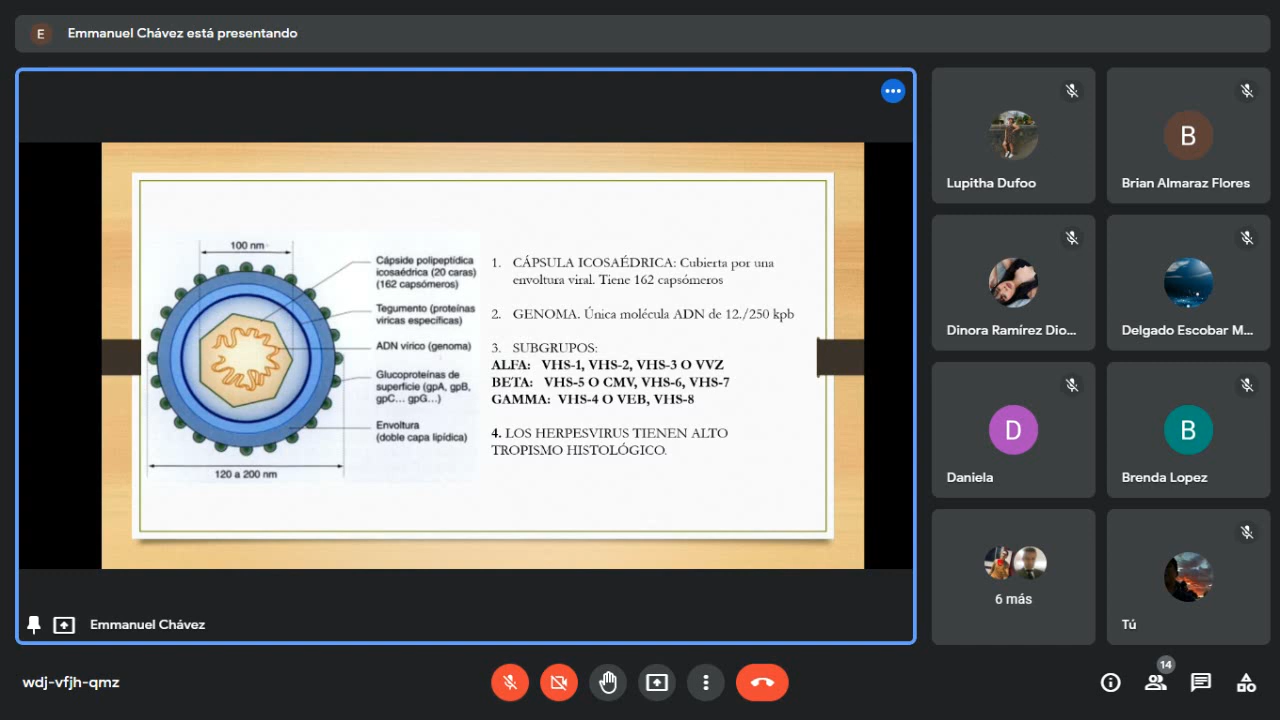 E
Emmanuel Chávez está presentando
100 nm
Cápside polipeptídica
icosaédrica (20 caras)
(162 capsómeros)
Tegumento (proteínas
víricas específicas)
ADN vírico (genoma)
Glucoproteínas de
superficie (gpA, gpB,
gpC... gpG...)
Envoltura
(doble capa lipídica)
120 a 200 nm
1. CÁPSULA ICOSAÉDRICA: Cubierta por una
envoltura viral. Tiene 162 capsómeros
2. GENOMA. Única molécula ADN de 12./250 kpb
3. SUBGRUPOS:
ALFA: VHS-1, VHS-2, VHS-3 O VVZ
BETA: VHS-5 O CMV, VHS-6, VHS-7
GAMMA: VHS-4 O VEB, VHS-8
4. LOS HERPESVIRUS TIENEN ALTO
TROPISMO HISTOLÓGICO.
Emmanuel Chávez
Lupitha Dufoo
B
Brian Almaraz Flores
Dinora Ramírez Dio...
Delgado Escobar M...
D
Daniela
B
Brenda Lopez
6 más
Tú
wdj-vfjh-qmz
14